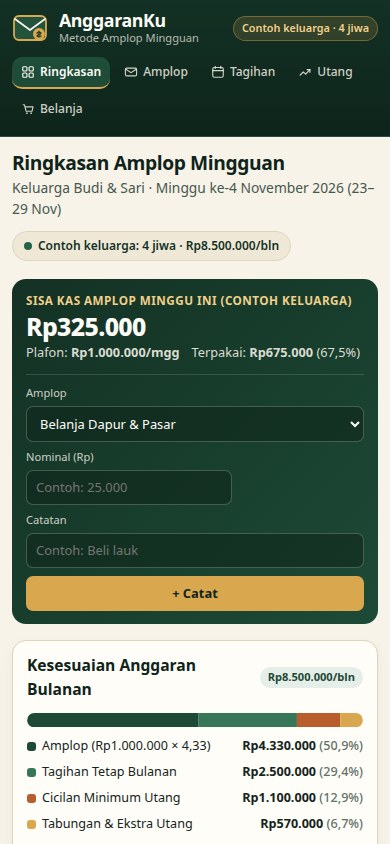 AnggaranKu
Metode Amplop Mingguan
Contoh keluarga · 4 jiwa
Ringkasan
Amplop
Tagihan
Utang
Belanja
Ringkasan Amplop Mingguan
Keluarga Budi & Sari · Minggu ke-4 November 2026 (23–
29 Nov)
Contoh keluarga: 4 jiwa · Rp8.500.000/bln
SISA KAS AMPLOP MINGGU INI (CONTOH KELUARGA)
Rp325.000
Plafon: Rp1.000.000/mgg Terpakai: Rp675.000 (67,5%)
Amplop
Belanja Dapur & Pasar
Nominal (Rp)
Contoh: 25.000
Catatan
Contoh: Beli lauk
+ Catat
Kesesuaian Anggaran
Bulanan
Rp8.500.000/bln
Amplop (Rp1.000.000 × 4,33) Rp4.330.000 (50,9%)
Tagihan Tetap Bulanan Rp2.500.000 (29,4%)
Cicilan Minimum Utang Rp1.100.000 (12,9%)
Tabungan & Ekstra Utang Rp570.000 (6,7%)